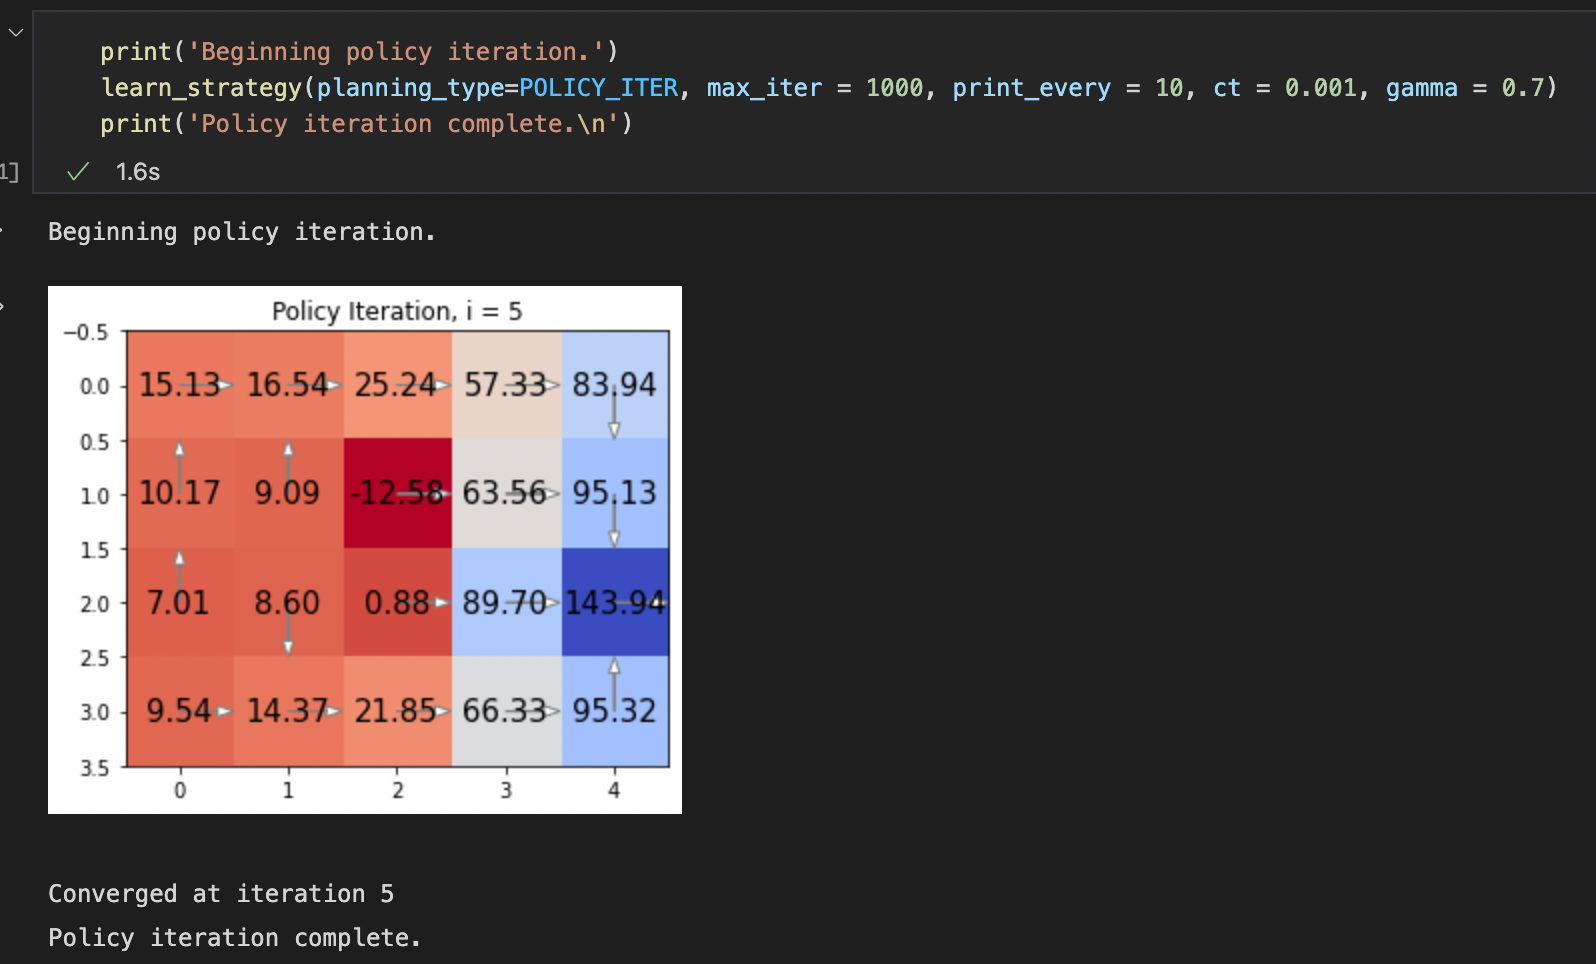 print('Beginning policy iteration.')
learn_strategy(planning_type=POLICY_ITER, max_iter = 1000, print_every = 10, ct = 0.001, gamma = 0.7)
print('Policy iteration complete.\n')
1]
1.6s
Beginning policy iteration.
Policy Iteration, i = 5
−0.5
0.0 15.13 16.54 25.24 57.33 83.94
0.5
1.0 10.17 9.09 -12.58 63.56 95.13
1.5
2.0 7.01 8.60 0.88 89.70 143.94
2.5
3.0 9.54 14.37 21.85 66.33 95.32
3.5
0 1 2 3 4
Converged at iteration 5
Policy iteration complete.